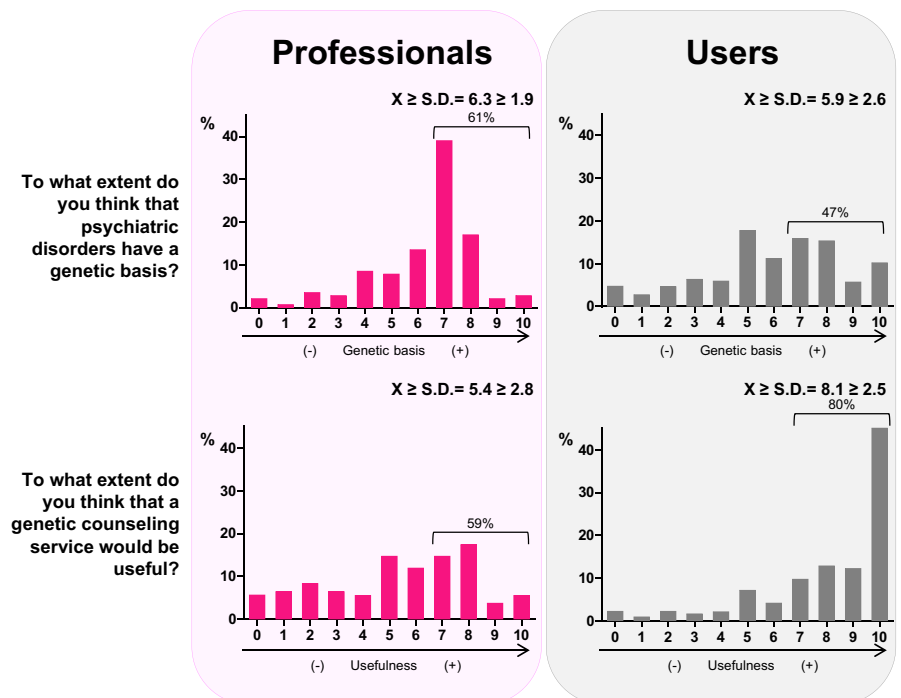 Professionals
Users
To what extent do
you think that
psychiatric
disorders have a
genetic basis?
X ≥ S.D.= 6.3 ≥ 1.9
61%
%
40
30
20
10
0
0 1 2 3 4 5 6 7 8 9 10
(-) Genetic basis (+)
X ≥ S.D.= 5.9 ≥ 2.6
47%
%
40
30
20
10
0
0 1 2 3 4 5 6 7 8 9 10
(-) Genetic basis (+)
To what extent do
you think that a
genetic counseling
service would be
useful?
X ≥ S.D.= 5.4 ≥ 2.8
59%
%
40
30
20
10
0
0 1 2 3 4 5 6 7 8 9 10
(-) Usefulness (+)
X ≥ S.D.= 8.1 ≥ 2.5
80%
%
40
30
20
10
0
0 1 2 3 4 5 6 7 8 9 10
(-) Usefulness (+)